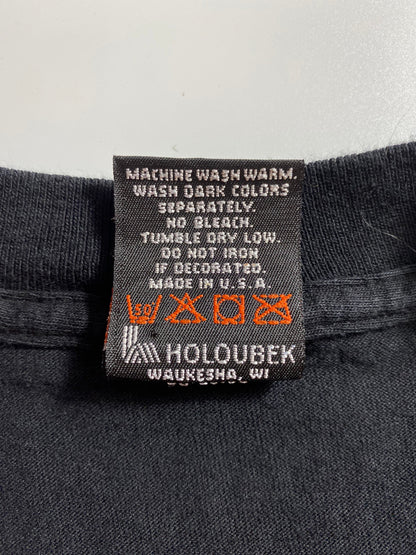 MACHINE WASH WARM.
WASH DARK COLORS
SEPARATELY.
NO BLEACH.
TUMBLE DRY LOW.
DO NOT IRON
IF DECORATED.
MADE IN U.S.A.
HOLOUBEK
WAUKESHA, WI